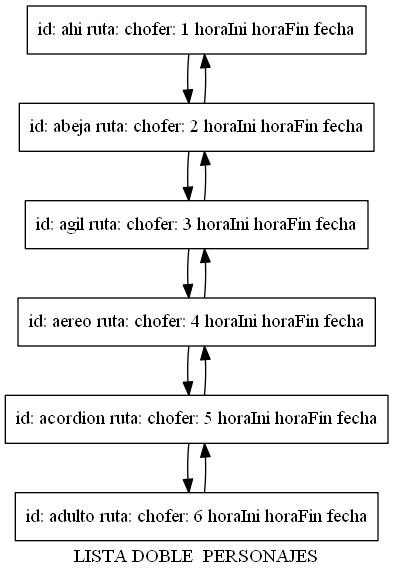 id: ahi ruta: chofer: 1 horaIni horaFin fecha
id: abeja ruta: chofer: 2 horaIni horaFin fecha
id: agil ruta: chofer: 3 horaIni horaFin fecha
id: aereo ruta: chofer: 4 horaIni horaFin fecha
id: acordion ruta: chofer: 5 horaIni horaFin fecha
id: adulto ruta: chofer: 6 horaIni horaFin fecha
LISTA DOBLE  PERSONAJES